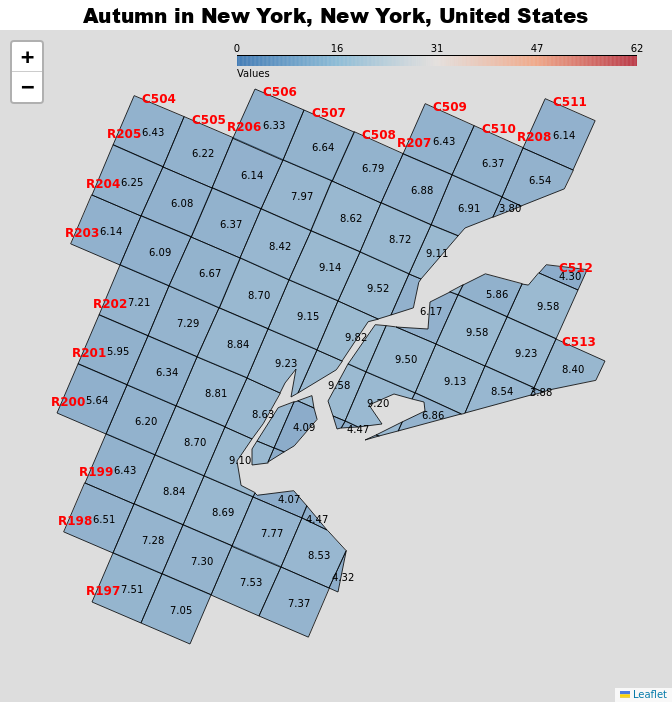 Autumn in New York, New York, United States
+
−
0 16 31 47 62
Values
C504 C505 C506 C507 C508 C509 C510 C511
R205 6.43 6.22 R206 6.33 6.64 6.79 R207 6.43 6.37 R208 6.14
R204 6.25 6.08 6.14 7.97 8.62 6.88 6.91 3.80 6.54
R203 6.14 6.09 6.37 8.42 9.14 8.72 9.11
C512
4.30
R202 7.21 7.29 6.67 8.70 9.15 9.52 6.17 5.86 9.58
R201 5.95 6.34 8.84 9.23 9.82 9.50 9.58 9.23 C513
8.40
R200 5.64 6.20 8.81 8.63 4.09 9.58 9.20 9.13 8.54 3.88
4.47 6.86
R199 6.43 8.84 8.70 9.10
R198 6.51 7.28 8.69 4.07 4.47
7.30 7.77 8.53
R197 7.51 7.05 7.53 7.37 4.32
Leaflet